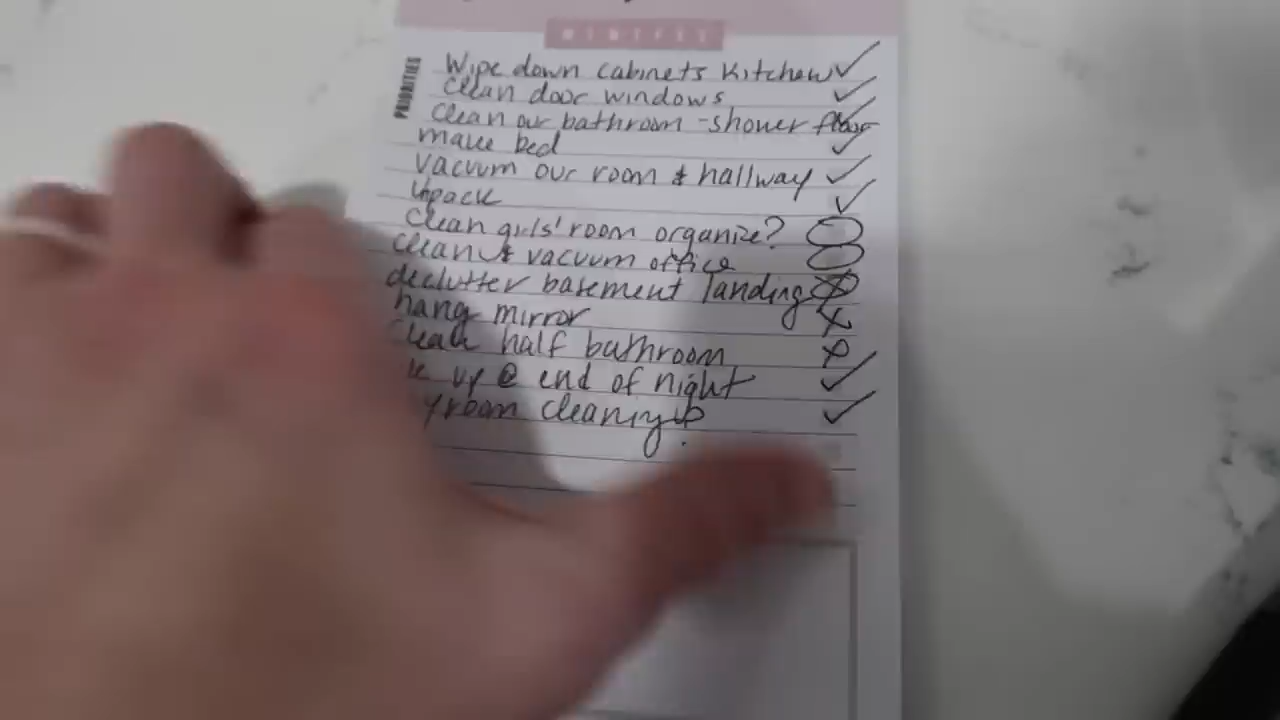 PRIORITIES
Wipe down cabinets Kitchen
Clean door windows
Clean our bathroom - shower floor
make bed
Vacuum our room & hallway
Unpack
Clean girls' room organize?
Clean & vacuum office
declutter basement landing
hang mirror
Clean half bathroom
up @ end of night